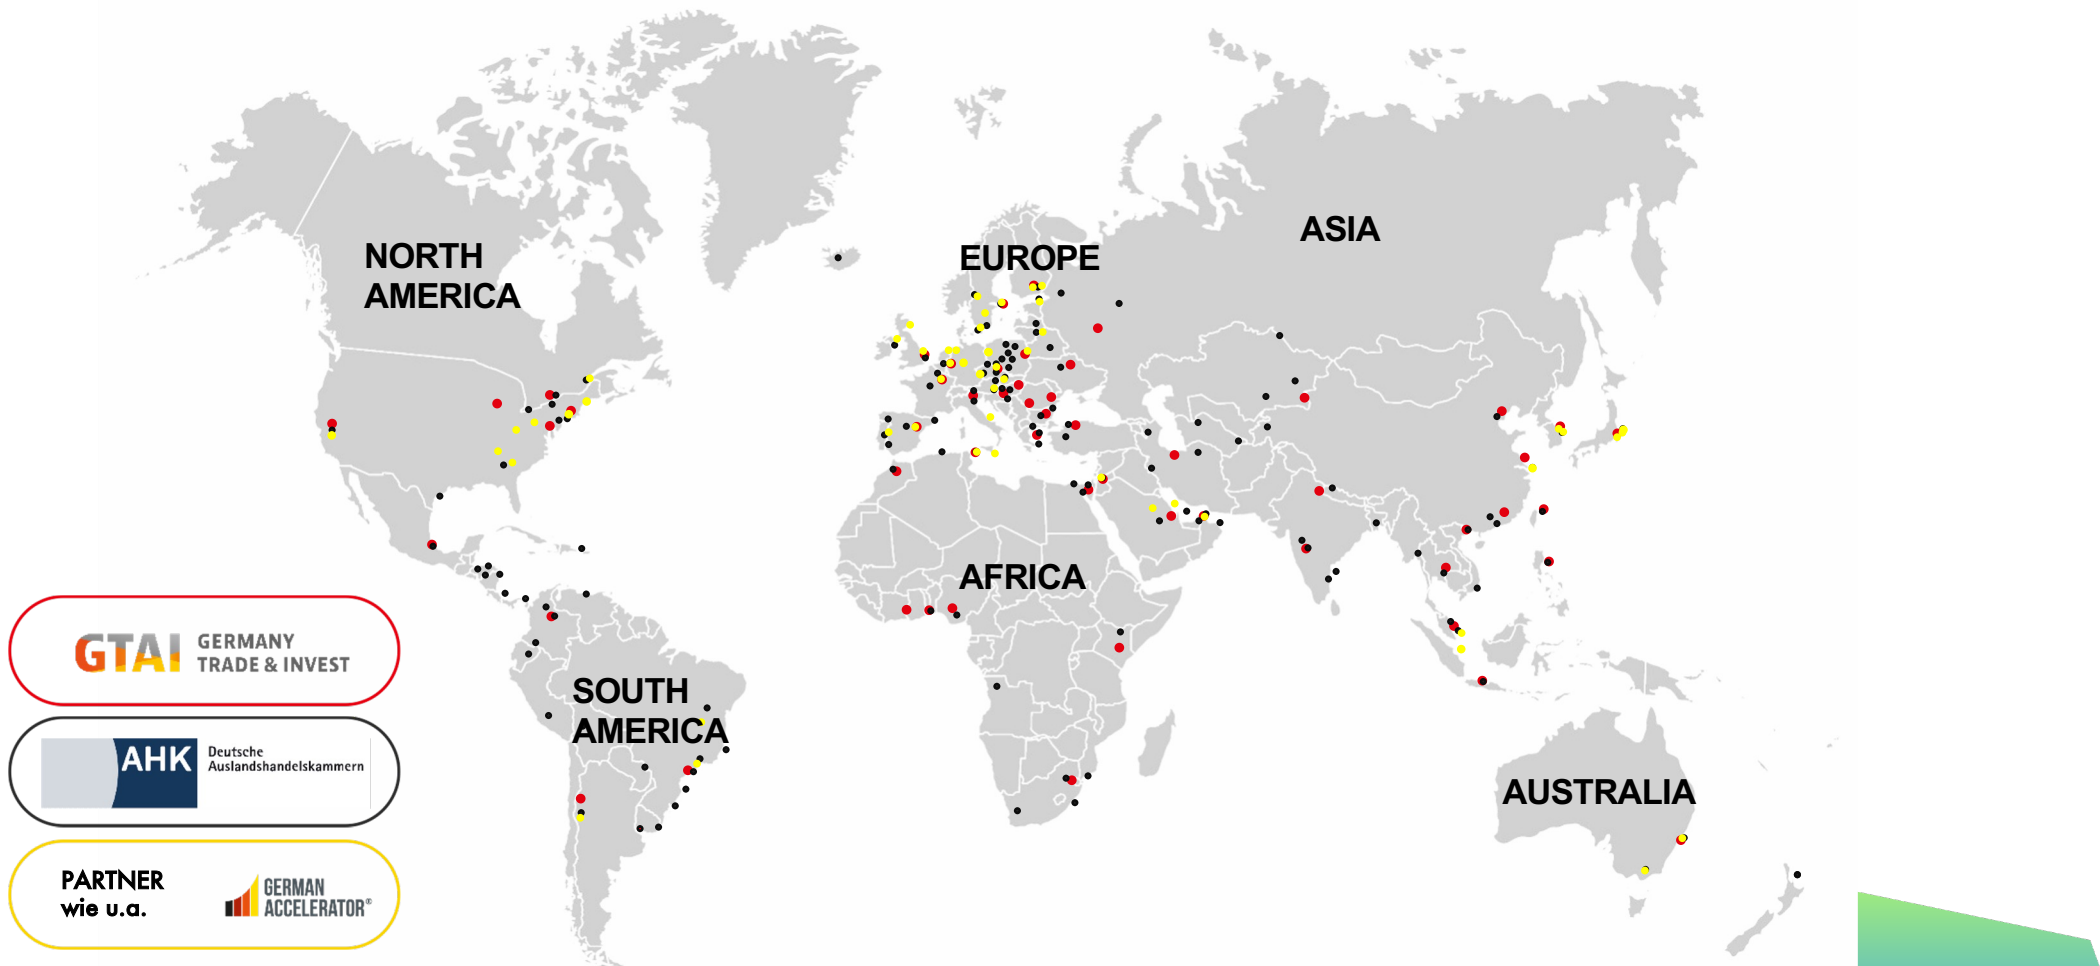 NORTH
AMERICA
EUROPE
ASIA
AFRICA
SOUTH
AMERICA
AUSTRALIA
GTAI GERMANY
TRADE & INVEST
AHK Deutsche
Auslandshandelskammern
PARTNER
wie u.a.
GERMAN
ACCELERATOR®